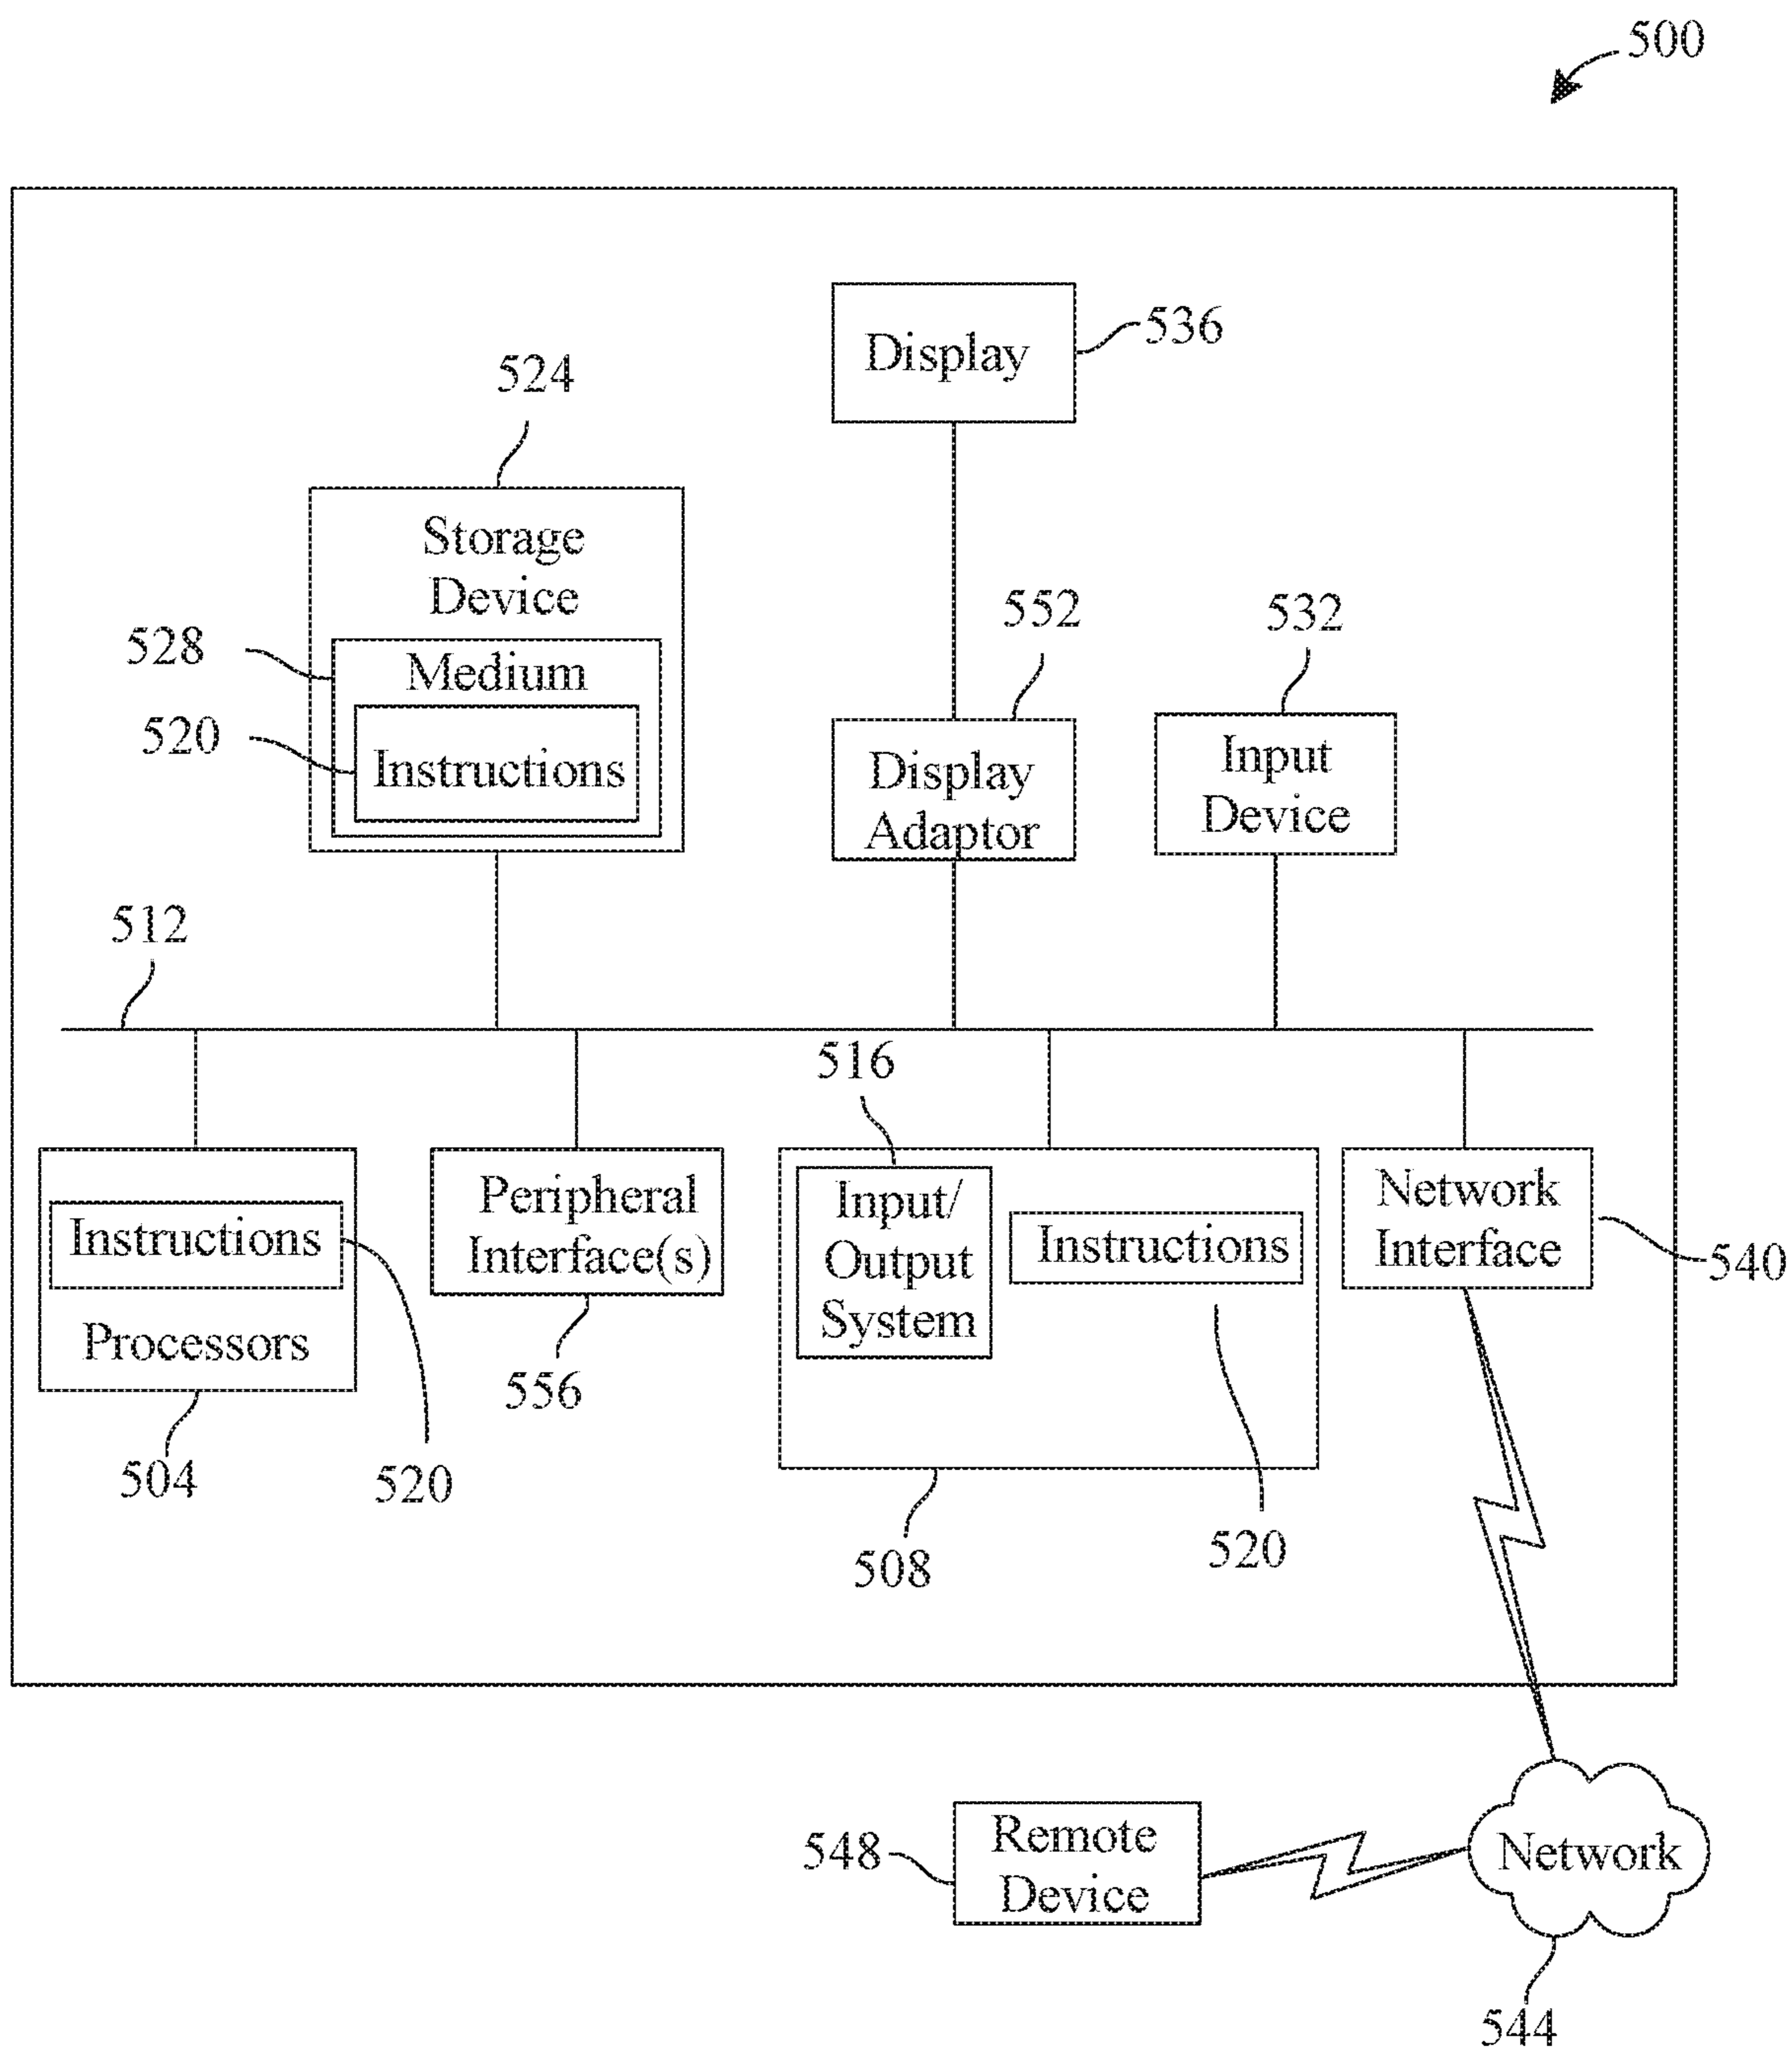 500
Display
536
524
Storage
Device
528
Medium
520
Instructions
552
Display
Adaptor
532
Input
Device
512
516
Instructions
Processors
504
520
Peripheral
Interface(s)
556
Input/
Output
System
Instructions
508
520
Network
Interface
540
548
Remote
Device
Network
544